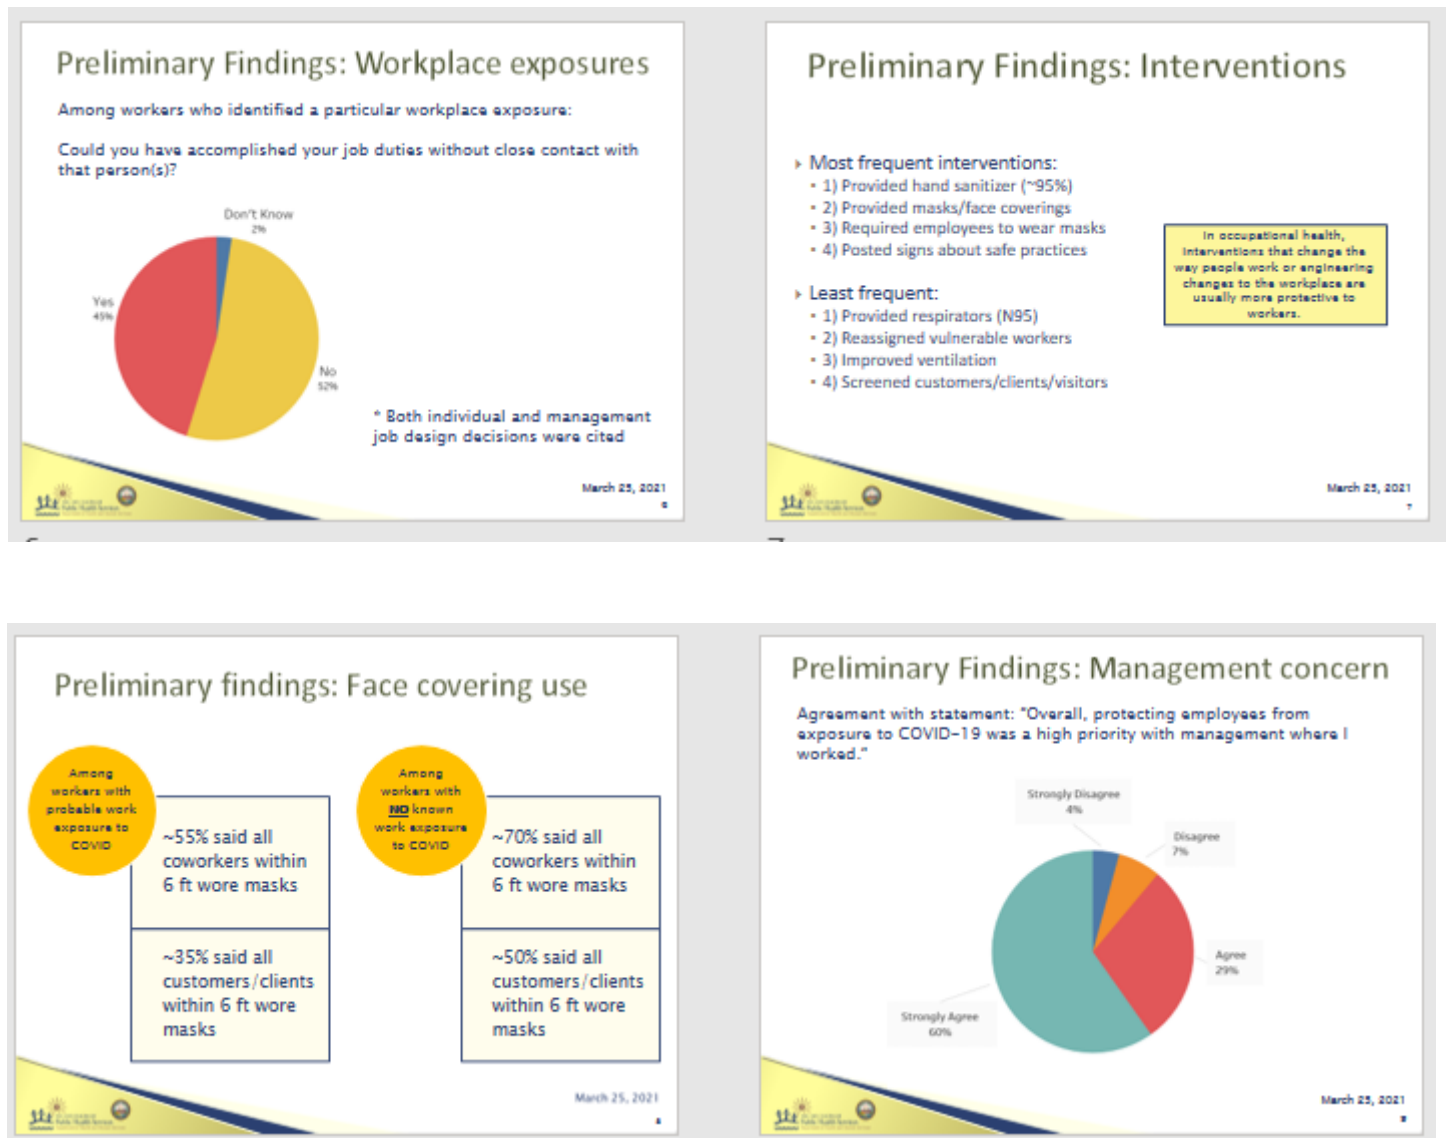 Preliminary Findings: Workplace exposures
Among workers who identified a particular workplace exposure:
Could you have accomplished your job duties without close contact with
that person(s)?
Don't Know
2%
Yes
45%
No
52%
* Both individual and management
job design decisions were cited
March 25, 2021
6
Preliminary Findings: Interventions
Most frequent interventions:
1) Provided hand sanitizer (~95%)
2) Provided masks/face coverings
3) Required employees to wear masks
4) Posted signs about safe practices
Least frequent:
1) Provided respirators (N95)
2) Reassigned vulnerable workers
3) Improved ventilation
4) Screened customers/clients/visitors
In occupational health,
interventions that change the
way people work or engineering
changes to the workplace are
usually more protective to
workers.
March 25, 2021
7
Preliminary findings: Face covering use
Among
workers with
probable work
exposure to
COVID
~55% said all
coworkers within
6 ft wore masks
~35% said all
customers/clients
within 6 ft wore
masks
Among
workers with
NO known
work exposure
to COVID
~70% said all
coworkers within
6 ft wore masks
~50% said all
customers/clients
within 6 ft wore
masks
March 25, 2021
8
Preliminary Findings: Management concern
Agreement with statement: "Overall, protecting employees from
exposure to COVID-19 was a high priority with management where I
worked."
Strongly Disagree
4%
Disagree
7%
Agree
29%
Strongly Agree
60%
March 25, 2021
9